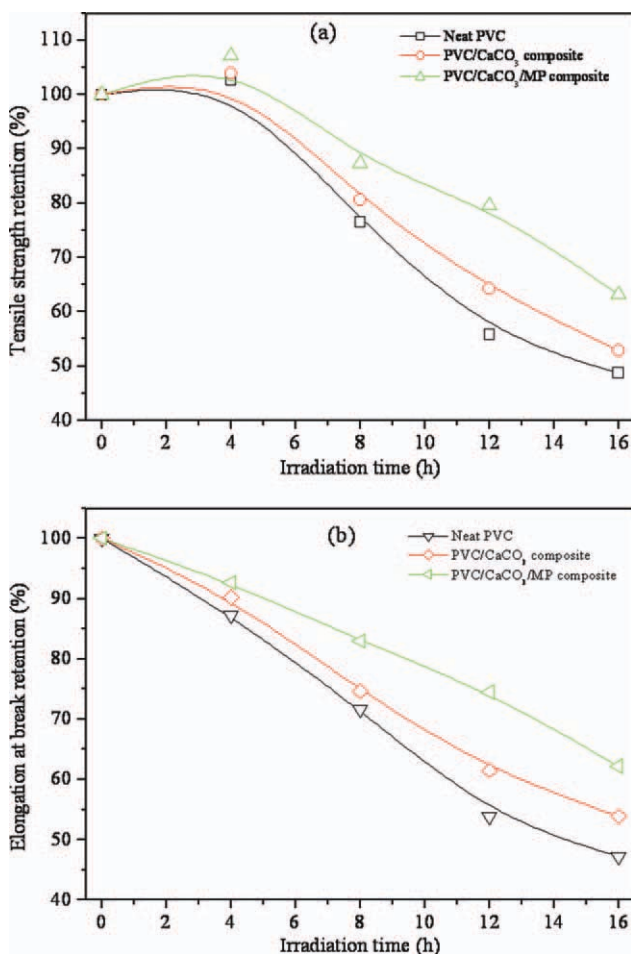 (a)
Neat PVC
PVC/CaCO₃ composite
PVC/CaCO₃/MP composite
Tensile strength retention (%)
110
100
90
80
70
60
50
40
0 2 4 6 8 10 12 14 16
Irradiation time (h)
(b)
Neat PVC
PVC/CaCO₃ composite
PVC/CaCO₃/MP composite
Elongation at break retention (%)
100
90
80
70
60
50
40
0 2 4 6 8 10 12 14 16
Irradiation time (h)